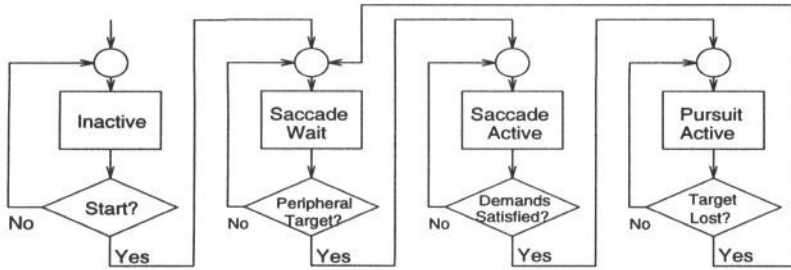 Inactive
Saccade
Wait
Saccade
Active
Pursuit
Active
Start?
Peripheral
Target?
Demands
Satisfied?
Target
Lost?
No
Yes
No
Yes
No
Yes
No
Yes